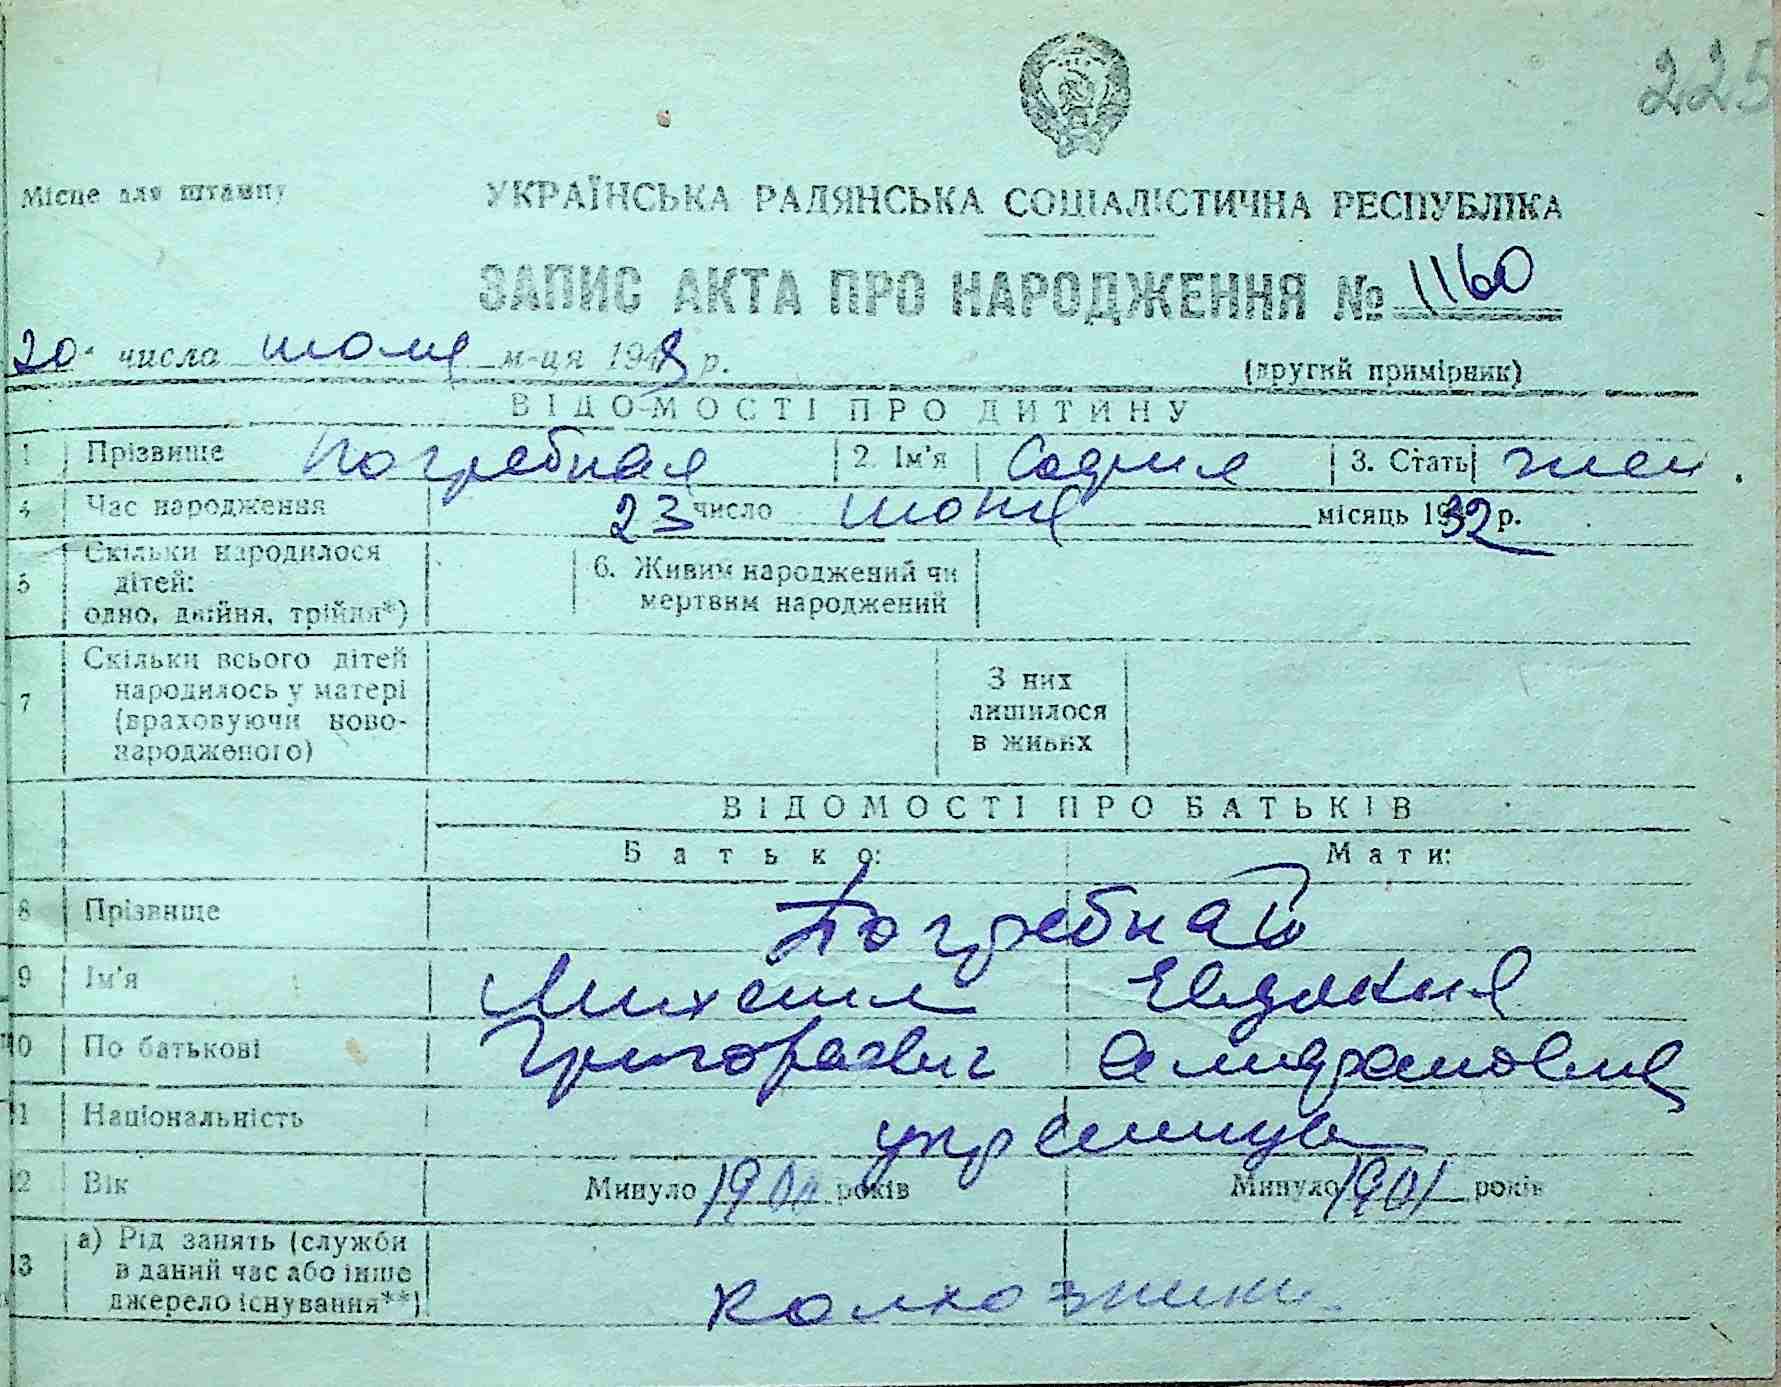 225
Місце для штампу
УКРАЇНСЬКА РАДЯНСЬКА СОЦІАЛІСТИЧНА РЕСПУБЛІКА
ЗАПИС АКТА ПРО НАРОДЖЕННЯ № 1160
20 числа июля м-ця 1948 р. (другий примірник)
ВІДОМОСТІ ПРО ДИТИНУ
1 Прізвище Погребная 2. Ім'я София 3. Стать жен.
4 Час народження 23 число июня місяць 1932 р.
5 Скільки народилося дітей: одно, двійня, трійня*) 6. Живим народжений чи мертвим народжений
7 Скільки всього дітей народилось у матері (враховуючи новонародженого) З них лишилося в живих
ВІДОМОСТІ ПРО БАТЬКІВ
Батько: Мати:
8 Прізвище Погребная
9 Ім'я Михаил Евдокия
10 По батькові Григорьевич
11 Національність украинцы
12 Вік Минуло 1900 років Минуло 1901 років
13 а) Рід занять (служби в даний час або інше джерело існування**) колхозники